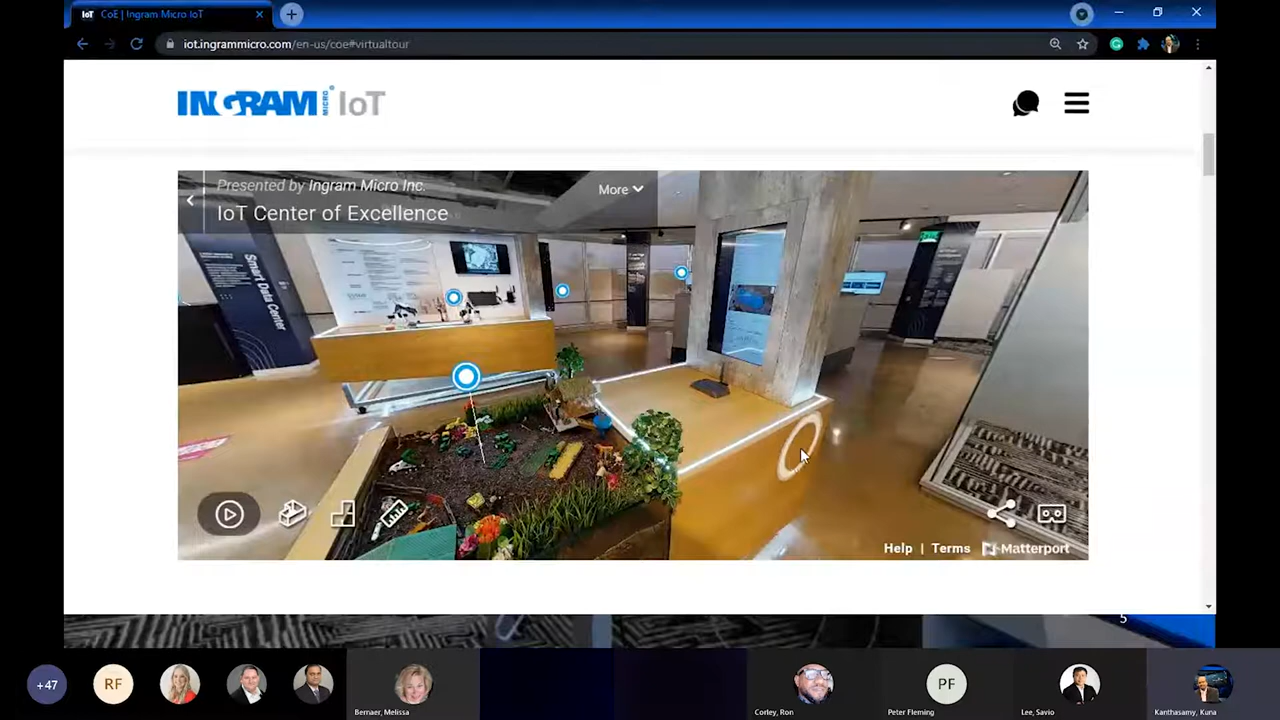 IoT CoE | Ingram Micro IoT
iot.ingrammicro.com/en-us/coe#virtualtour
INGRAM MICRO IoT
Presented by Ingram Micro Inc.
More
IoT Center of Excellence
Smart Data Center
Help | Terms
Matterport
5
+47
RF
PF
Bernaer, Melissa
Corley, Ron
Peter Fleming
Lee, Savio
Kanthasamy, Kuna